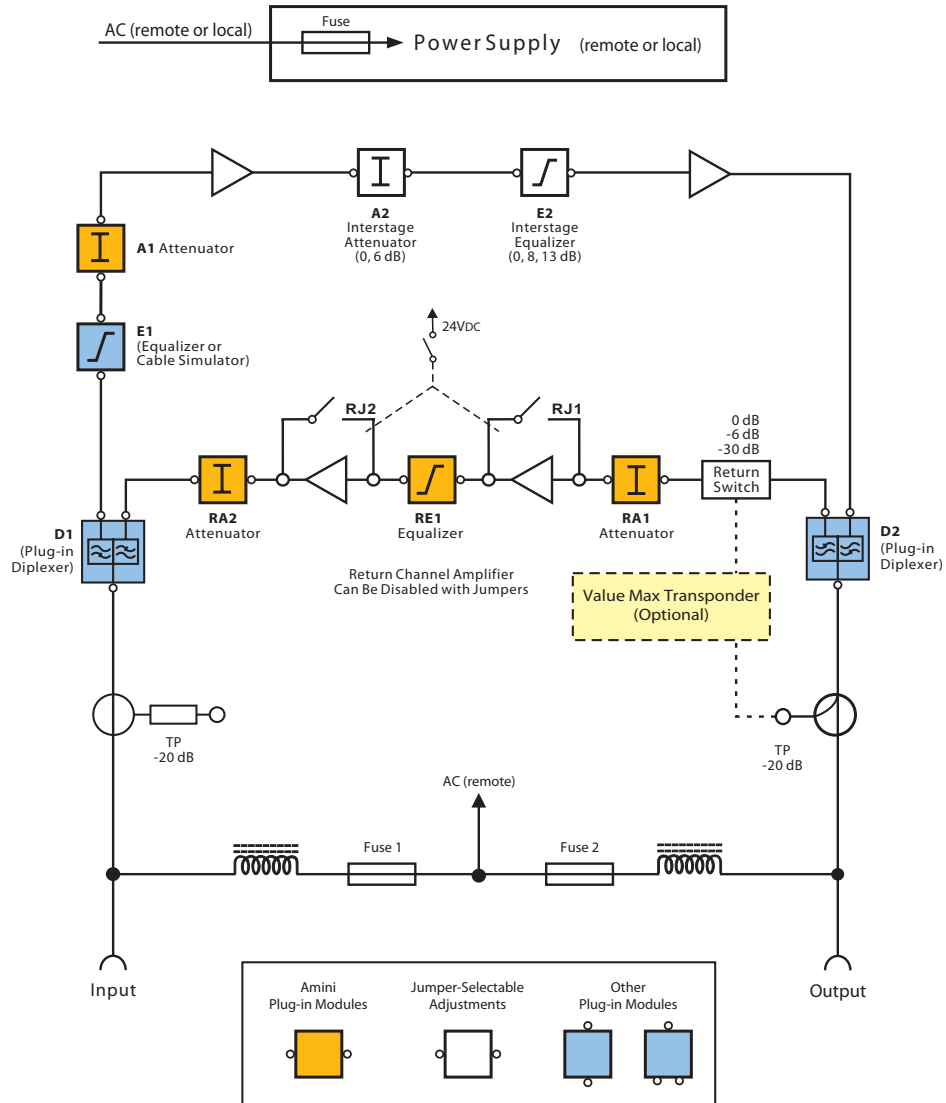 AC (remote or local)
Fuse
Power Supply (remote or local)
A2
Interstage
Attenuator
(0, 6 dB)
E2
Interstage
Equalizer
(0, 8, 13 dB)
A1 Attenuator
E1
(Equalizer or
Cable Simulator)
24VDC
RJ2
RJ1
0 dB
-6 dB
-30 dB
Return
Switch
RA2
Attenuator
RE1
Equalizer
RA1
Attenuator
D1
(Plug-in
Diplexer)
D2
(Plug-in
Diplexer)
Return Channel Amplifier
Can Be Disabled with Jumpers
Value Max Transponder
(Optional)
TP
-20 dB
TP
-20 dB
AC (remote)
Fuse 1
Fuse 2
Input
Output
Amini
Plug-in Modules
Jumper-Selectable
Adjustments
Other
Plug-in Modules